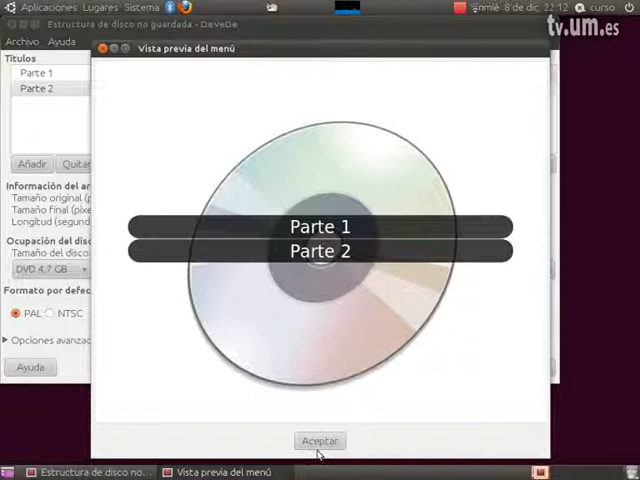 Aplicaciones Lugares Sistema
mié 8 de dic, 22:12 curso
tv.um.es
Estructura de disco no guardada - DeVeDe
Archivo Ayuda
Vista previa del menú
Títulos
Parte 1
Parte 2
Añadir Quitar
Parte 1
Parte 2
Información del
Tamaño original
Tamaño final
Longitud
Ocupación del disc
Tamaño del disco:
DVD 4,7 GB
Formato por defec
PAL NTSC
Opciones avanzad
Ayuda
Aceptar
Estructura de disco no... Vista previa del menú